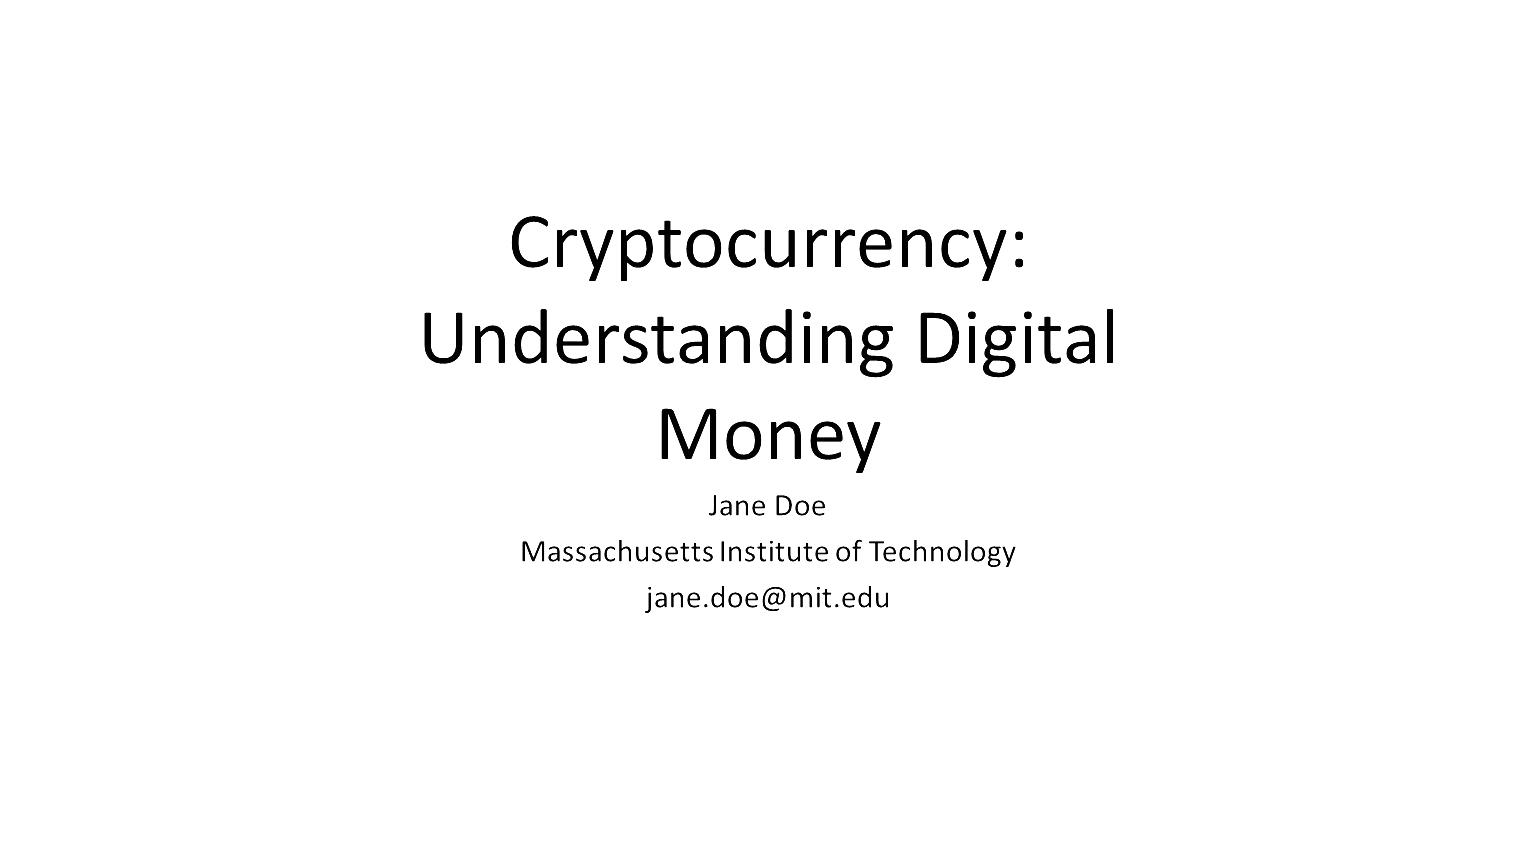 Cryptocurrency:
Understanding Digital
Money
Jane Doe
Massachusetts Institute of Technology
jane.doe@mit.edu